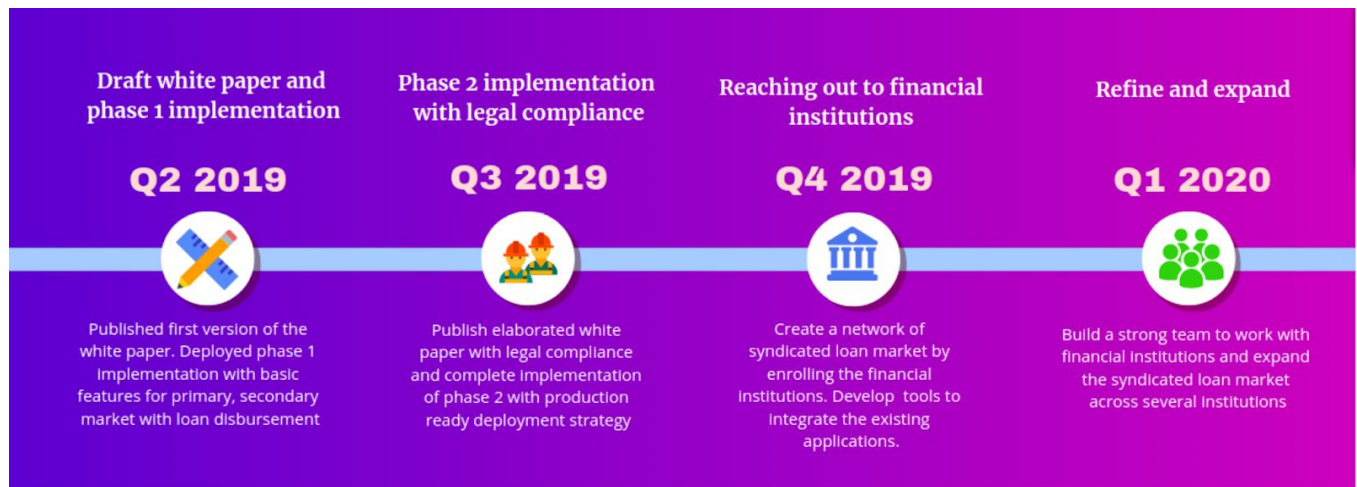 Draft white paper and
phase 1 implementation
Q2 2019
Published first version of the
white paper. Deployed phase 1
implementation with basic
features for primary, secondary
market with loan disbursement
Phase 2 implementation
with legal compliance
Q3 2019
Publish elaborated white
paper with legal compliance
and complete implementation
of phase 2 with production
ready deployment strategy
Reaching out to financial
institutions
Q4 2019
Create a network of
syndicated loan market by
enrolling the financial
institutions. Develop tools to
integrate the existing
applications.
Refine and expand
Q1 2020
Build a strong team to work with
financial institutions and expand
the syndicated loan market
across several institutions